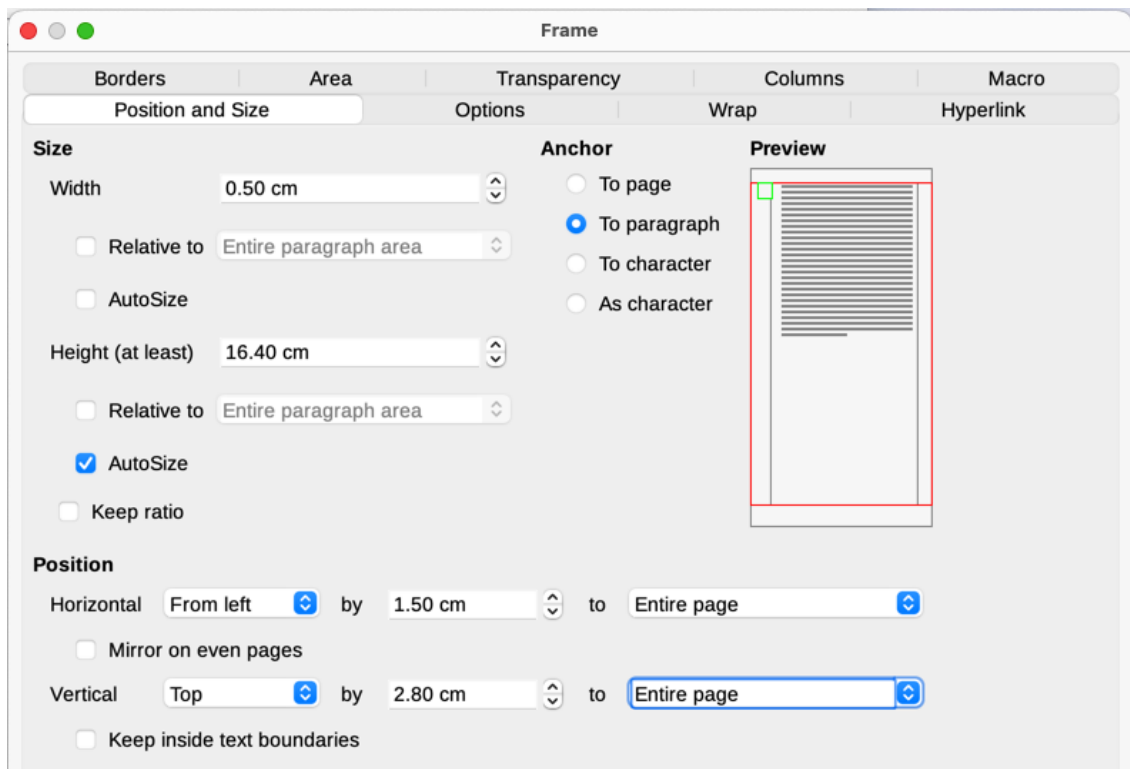 Frame
Borders Area Transparency Columns Macro
Position and Size Options Wrap Hyperlink
Size Anchor Preview
Width 0.50 cm To page
To paragraph
Relative to Entire paragraph area To character
AutoSize As character
Height (at least) 16.40 cm
Relative to Entire paragraph area
AutoSize
Keep ratio
Position
Horizontal From left by 1.50 cm to Entire page
Mirror on even pages
Vertical Top by 2.80 cm to Entire page
Keep inside text boundaries